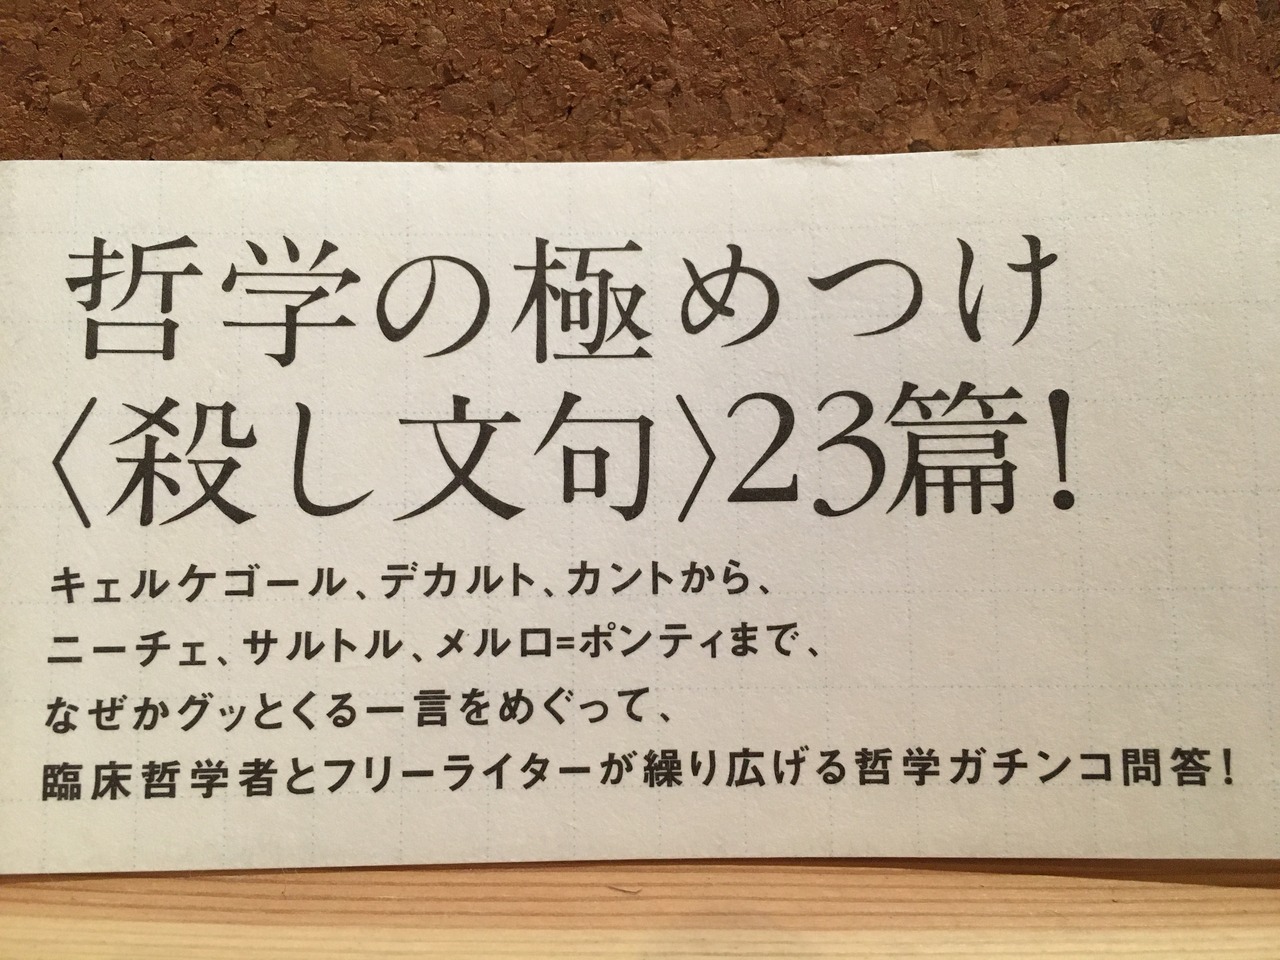 哲学の極めつけ
〈殺し文句〉23篇!
キェルケゴール、デカルト、カントから、
ニーチェ、サルトル、メルロ=ポンティまで、
なぜかグッとくる一言をめぐって、
臨床哲学者とフリーライターが繰り広げる哲学ガチンコ問答!